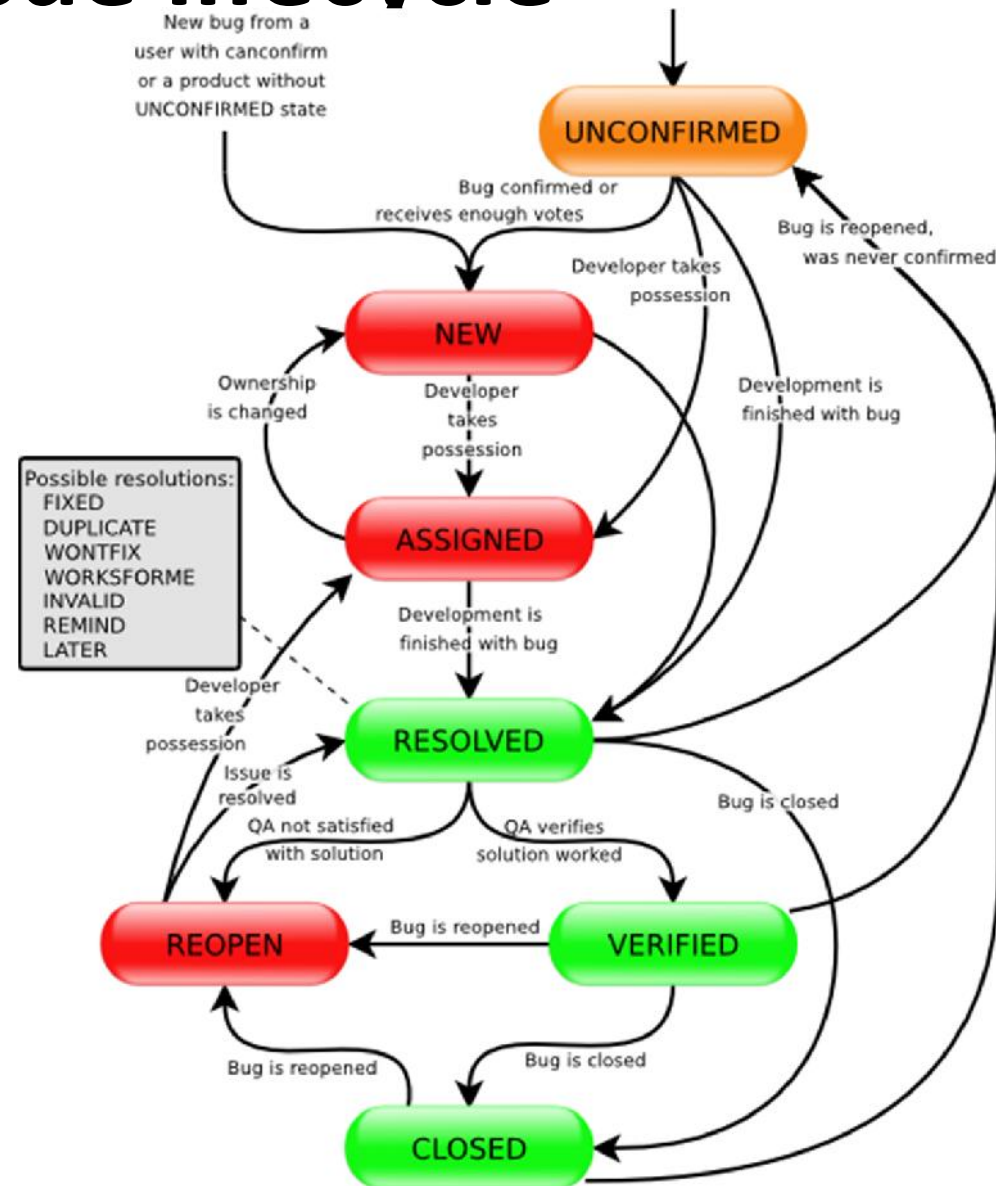 New bug from a
user with canconfirm
or a product without
UNCONFIRMED state
UNCONFIRMED
Bug confirmed or
receives enough votes
Bug is reopened,
was never confirmed
Developer takes
possession
NEW
Ownership
is changed
Developer
takes
possession
Development is
finished with bug
Possible resolutions:
FIXED
DUPLICATE
WONTFIX
WORKSFORME
INVALID
REMIND
LATER
ASSIGNED
Development is
finished with bug
Developer
takes
possession
RESOLVED
Issue is
resolved
Bug is closed
QA not satisfied
with solution
QA verifies
solution worked
REOPEN
Bug is reopened
VERIFIED
Bug is reopened
Bug is closed
CLOSED